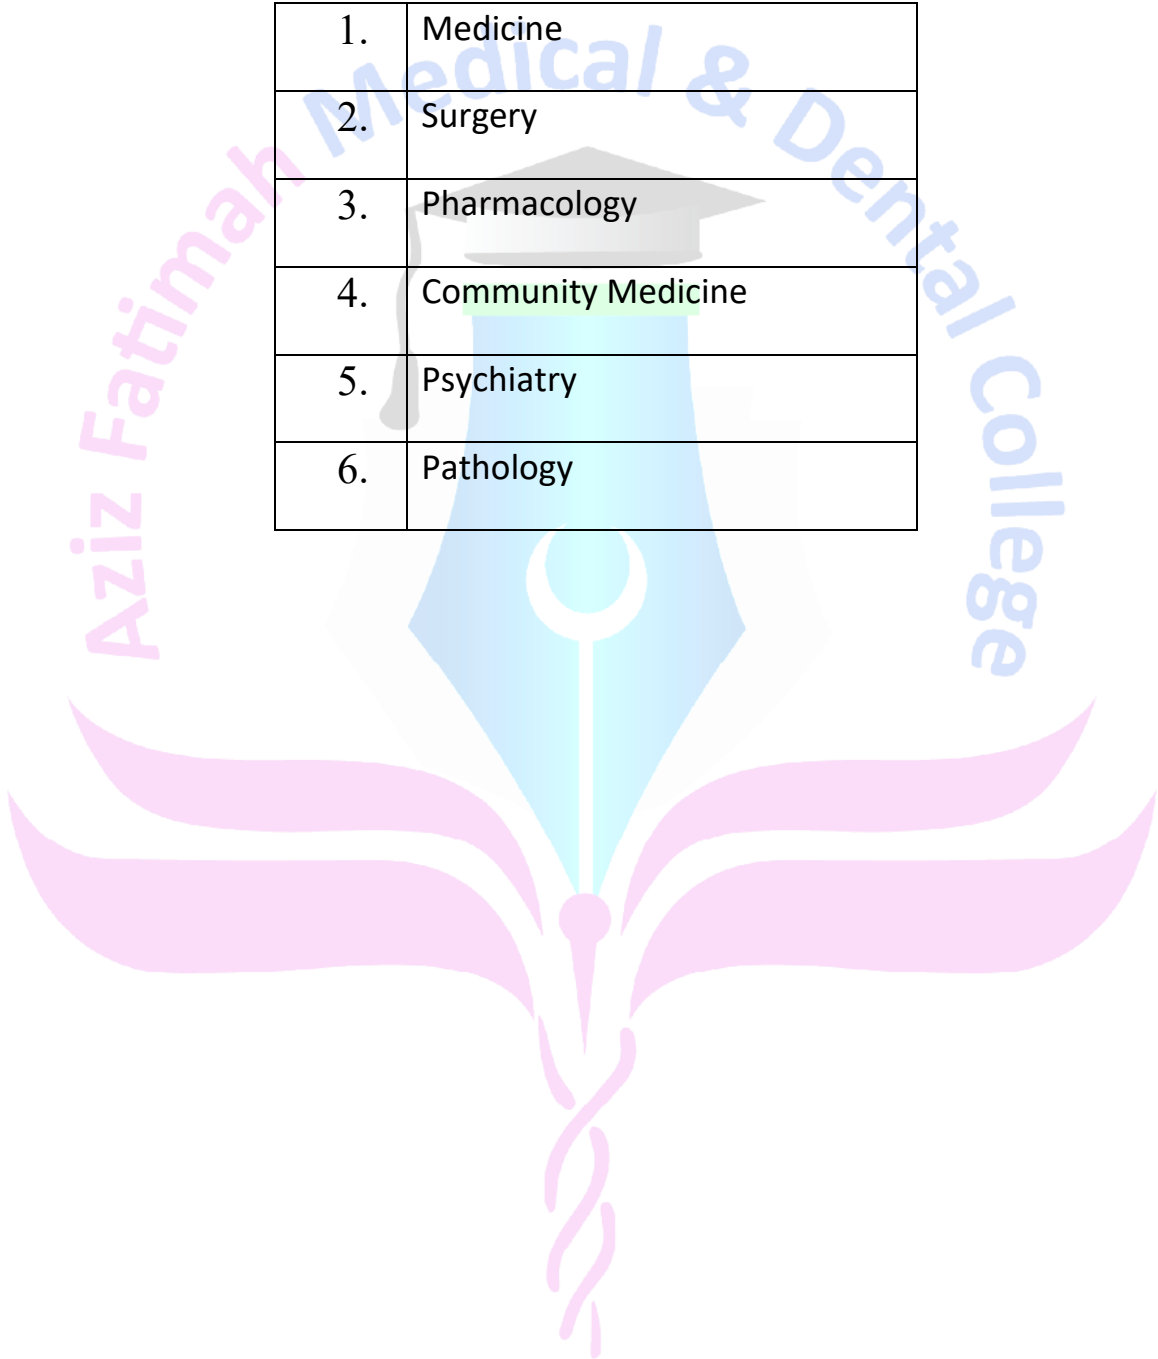 1. Medicine
2. Surgery
3. Pharmacology
4. Community Medicine
5. Psychiatry
6. Pathology
Aziz Fatimah Medical & Dental College